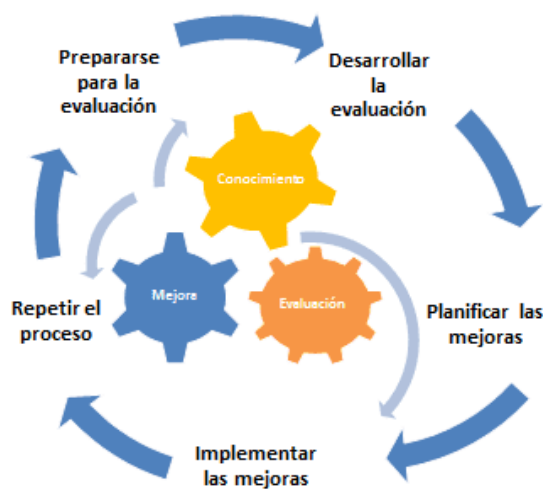 Prepararse
para la
evaluación
Desarrollar
la
evaluación
Planificar las
mejoras
Implementar
las mejoras
Repetir el
proceso
Conocimiento
Mejora
Evaluación